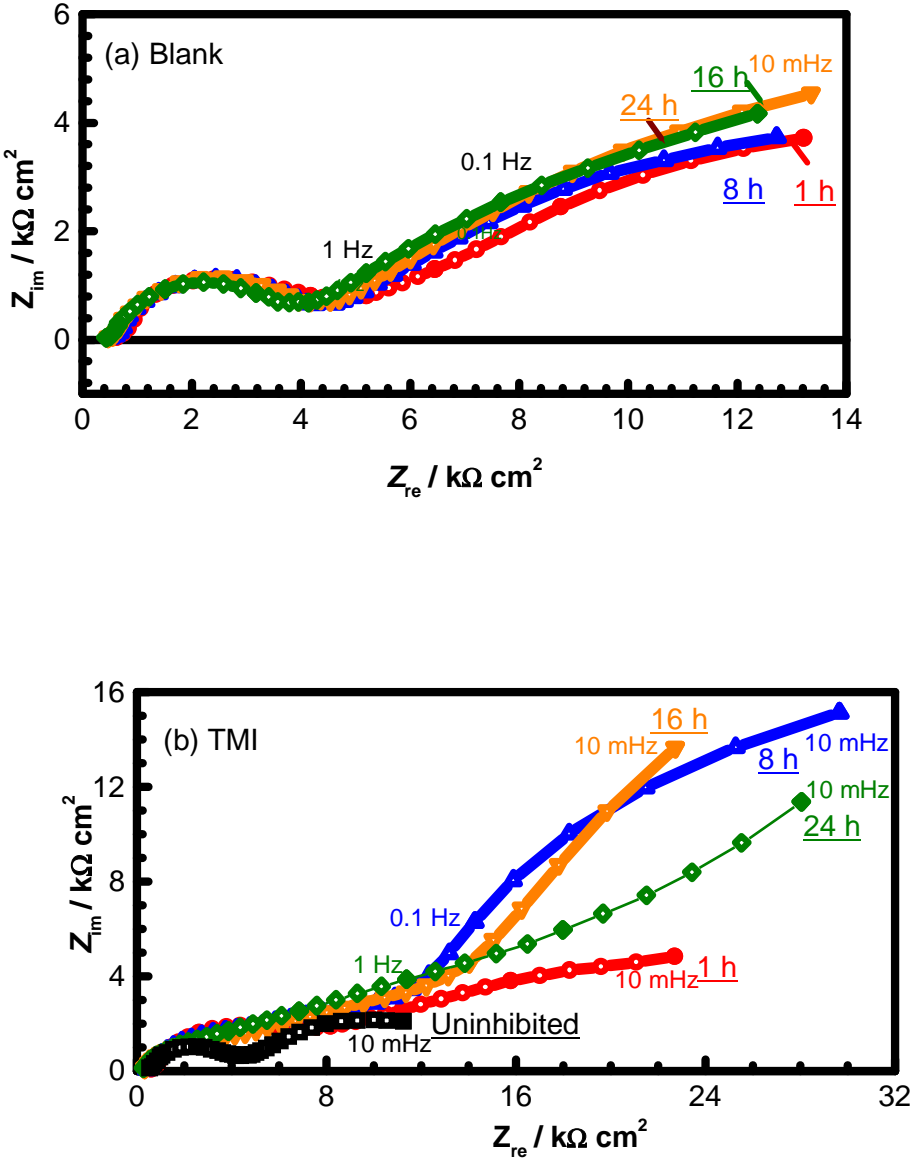 6
(a) Blank
10 mHz
16 h
24 h
4
0.1 Hz
8 h
1 h
Z_im / kΩ cm²
2
1 Hz
0.1Hz
0
0 2 4 6 8 10 12 14
Z_re / kΩ cm²
16
(b) TMI
16 h
10 mHz
10 mHz
8 h
12
10 mHz
24 h
Z_im / kΩ cm²
8
0.1 Hz
1 Hz
4
10 mHz
1 h
Uninhibited
10 mHz
0
0 8 16 24 32
Z_re / kΩ cm²